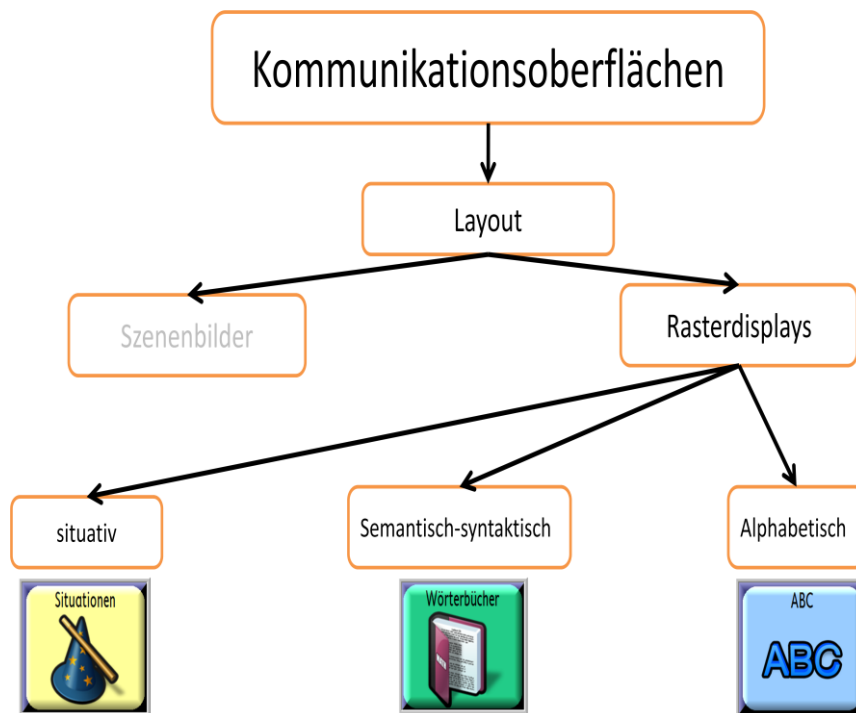 Kommunikationsoberflächen
Layout
Szenenbilder
Rasterdisplays
situativ
Semantisch-syntaktisch
Alphabetisch
Situationen
Wörterbücher
ABC
ABC